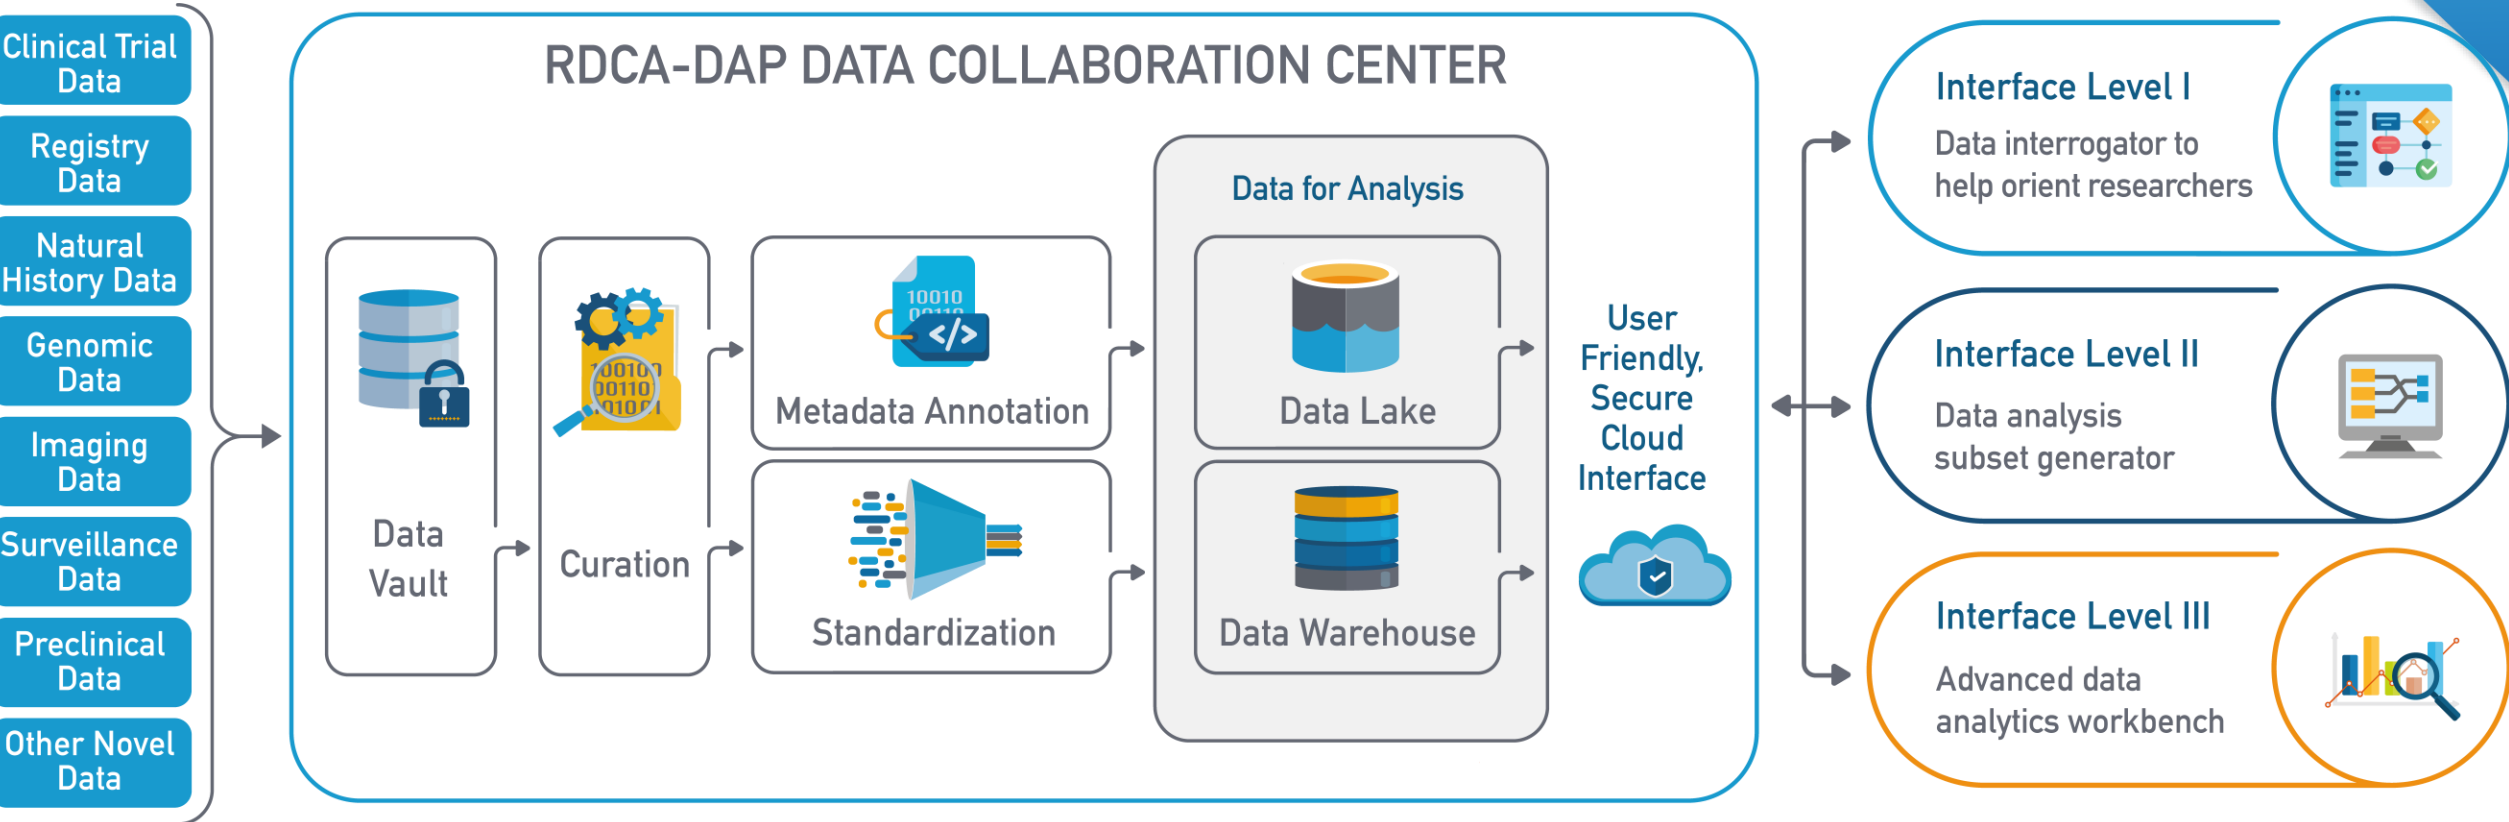 Clinical Trial
Data
Registry
Data
Natural
History Data
Genomic
Data
Imaging
Data
Surveillance
Data
Preclinical
Data
Other Novel
Data
RDCA-DAP DATA COLLABORATION CENTER
Data
Vault
Curation
10010
00110
</>
Metadata Annotation
Standardization
Data for Analysis
Data Lake
Data Warehouse
User
Friendly,
Secure
Cloud
Interface
Interface Level I
Data interrogator to
help orient researchers
Interface Level II
Data analysis
subset generator
Interface Level III
Advanced data
analytics workbench